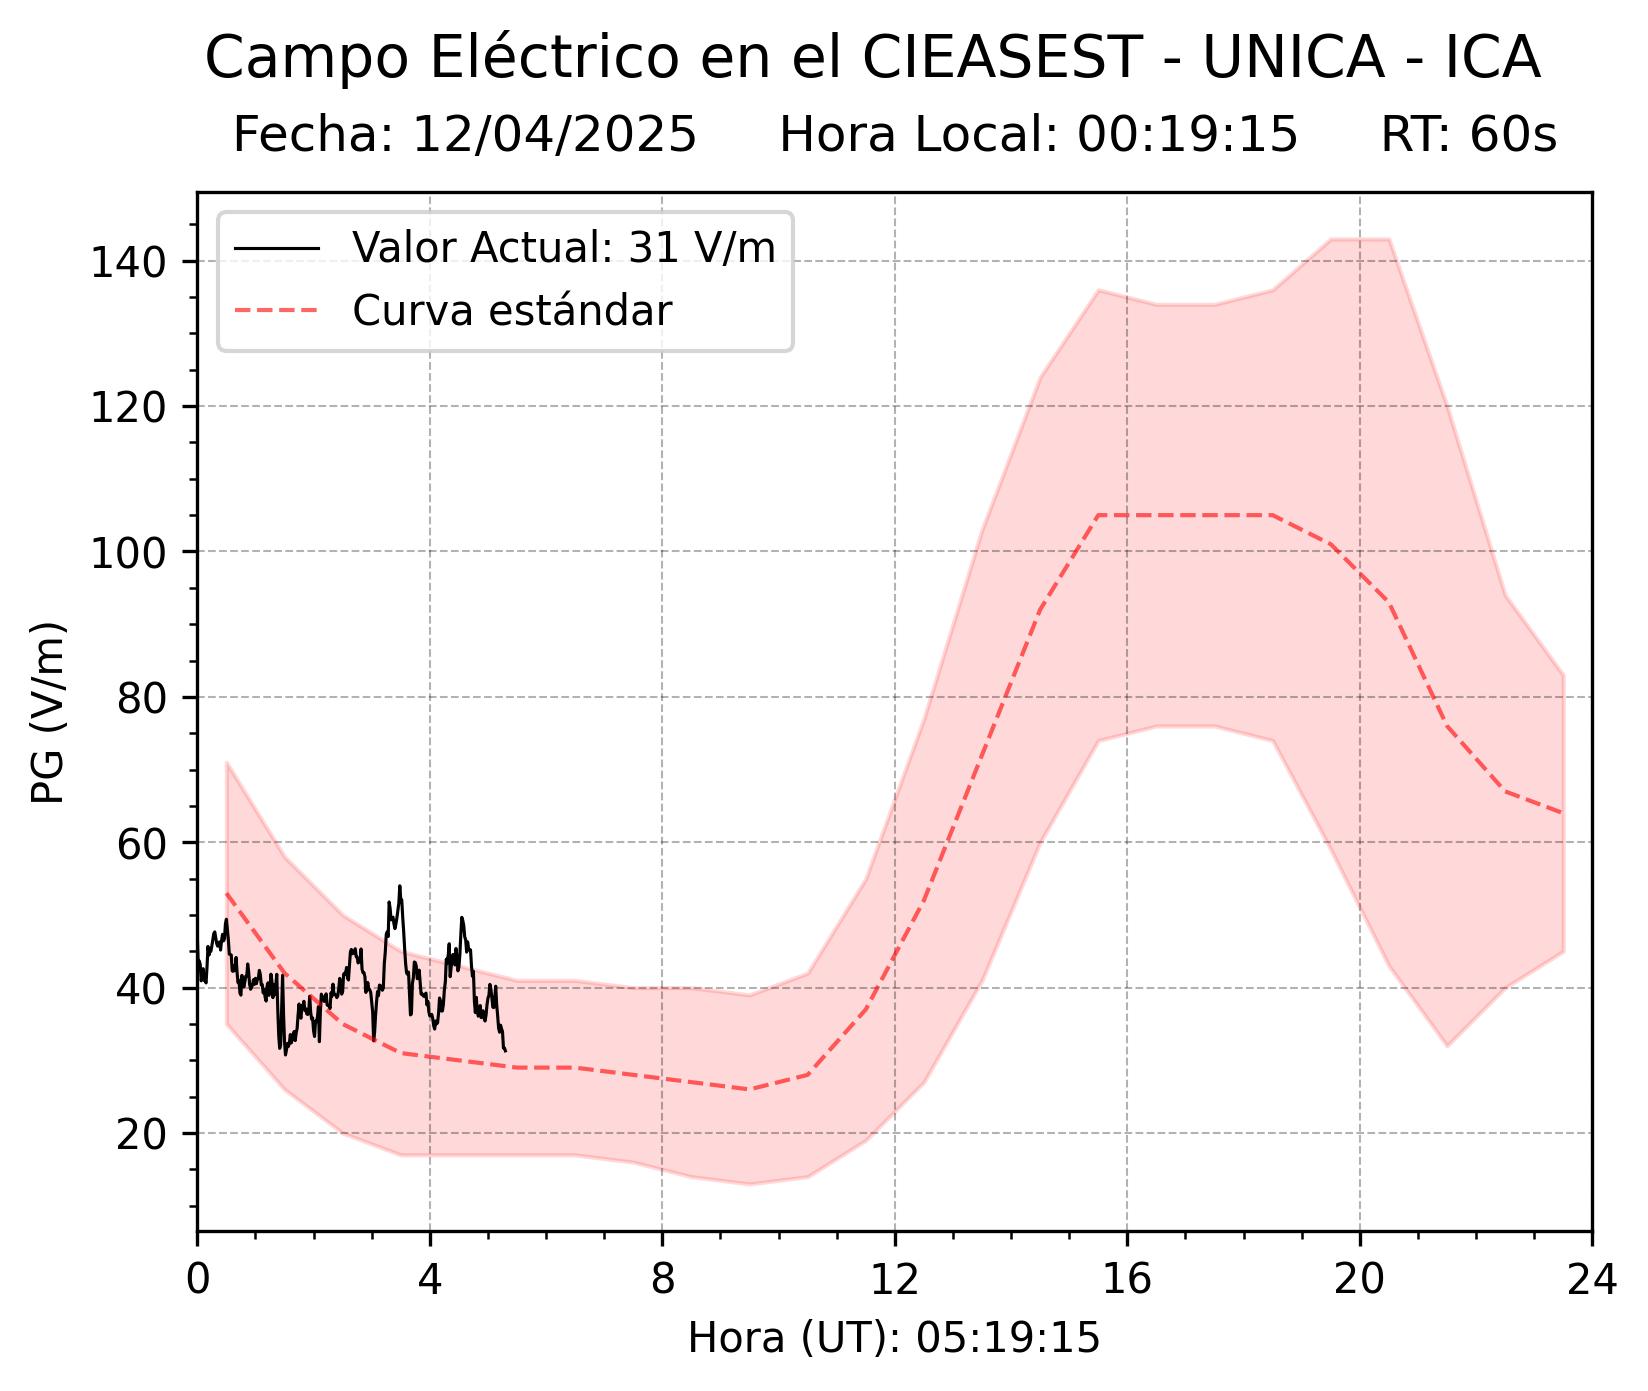 Campo Eléctrico en el CIEASEST - UNICA - ICA
Fecha: 12/04/2025 Hora Local: 00:19:15 RT: 60s
Valor Actual: 31 V/m
Curva estándar
140
120
100
80
60
40
20
PG (V/m)
0 4 8 12 16 20 24
Hora (UT): 05:19:15